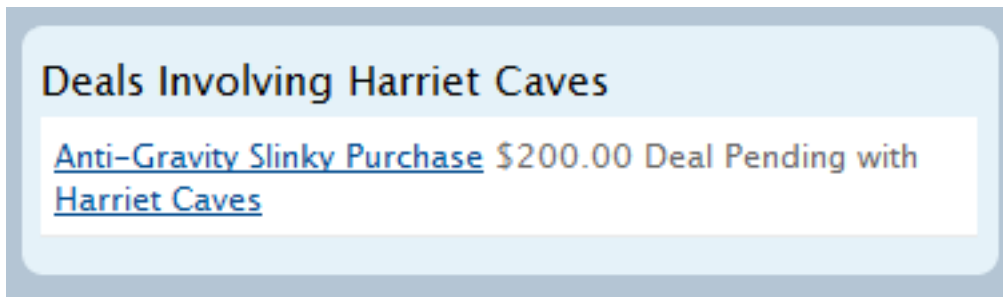 Deals Involving Harriet Caves
Anti-Gravity Slinky Purchase $200.00 Deal Pending with
Harriet Caves